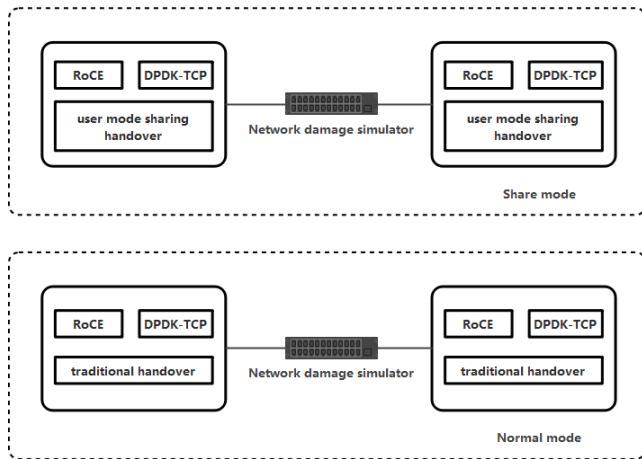 RoCE DPDK-TCP
user mode sharing
handover
Network damage simulator
RoCE DPDK-TCP
user mode sharing
handover
Share mode
RoCE DPDK-TCP
traditional handover
Network damage simulator
RoCE DPDK-TCP
traditional handover
Normal mode